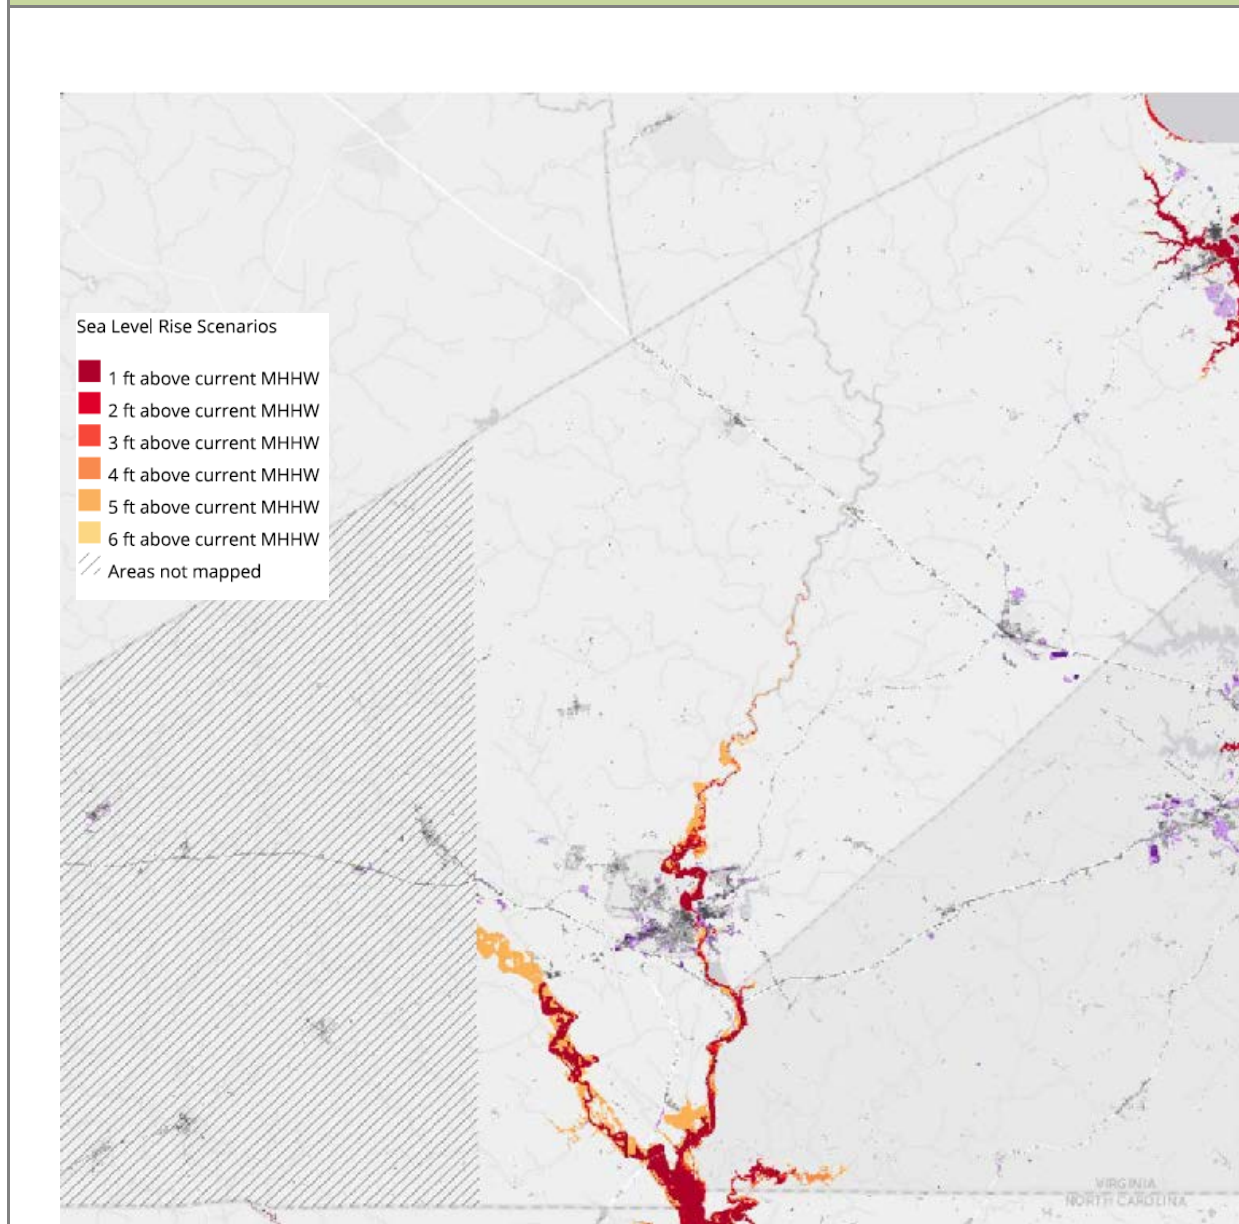 Sea Level Rise Scenarios
1 ft above current MHHW
2 ft above current MHHW
3 ft above current MHHW
4 ft above current MHHW
5 ft above current MHHW
6 ft above current MHHW
Areas not mapped
VIRGINIA
NORTH CAROLINA